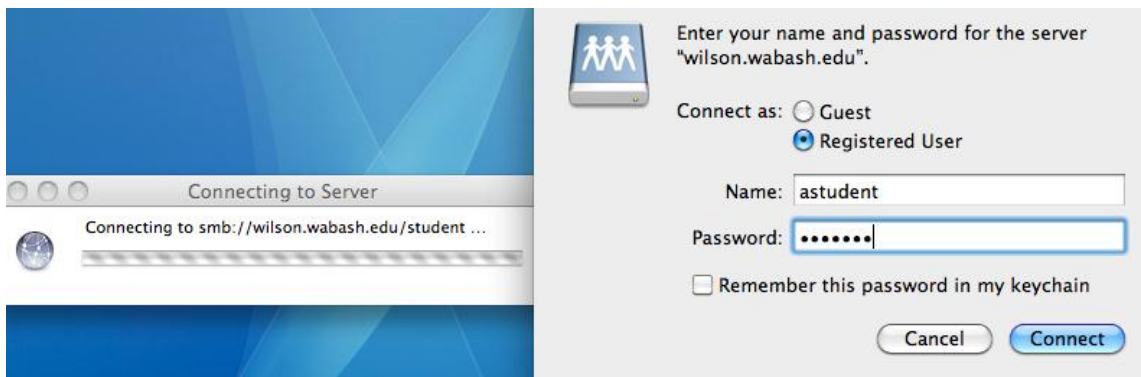 Connecting to Server
Connecting to smb://wilson.wabash.edu/student ...
Enter your name and password for the server
“wilson.wabash.edu”.
Connect as: Guest
Registered User
Name: astudent
Password: •••••••
Remember this password in my keychain
Cancel Connect